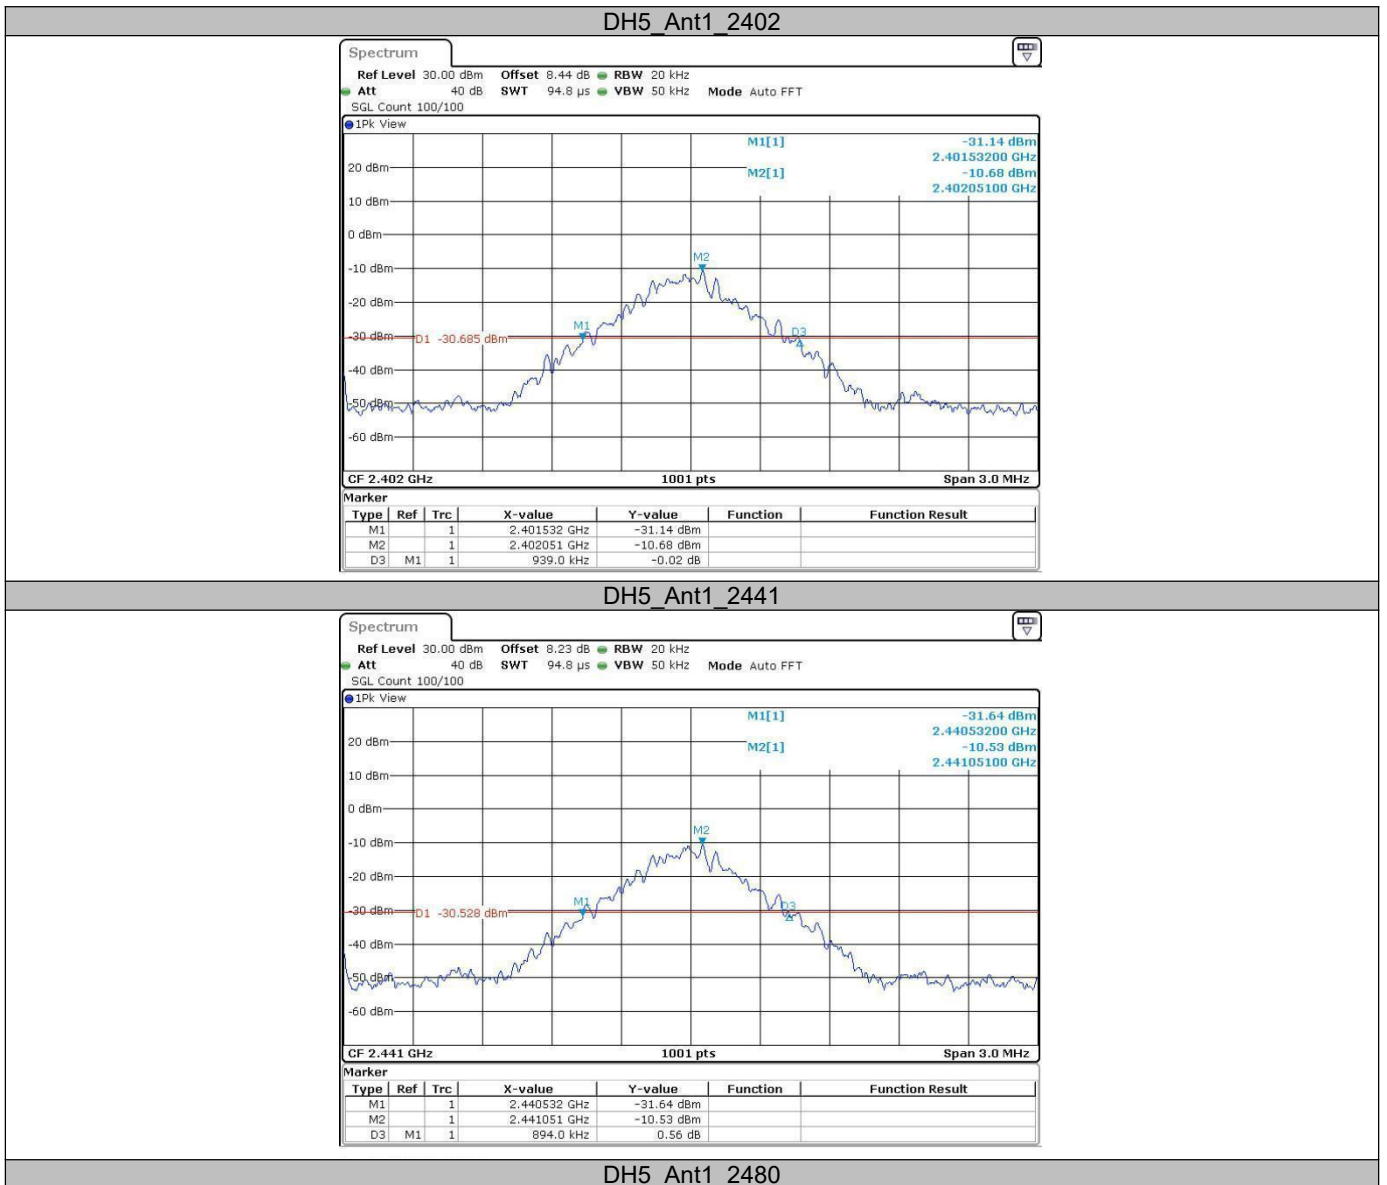 DH5_Ant1_2402
Spectrum
Ref Level 30.00 dBm Offset 8.44 dB RBW 20 kHz
Att 40 dB SWT 94.8 µs VBW 50 kHz Mode Auto FFT
SGL Count 100/100
1Pk View
M1[1] -31.14 dBm
2.40153200 GHz
20 dBm
M2[1] -10.68 dBm
2.40205100 GHz
10 dBm
0 dBm
M2
-10 dBm
-20 dBm
M1
D3
-30 dBm
D1 -30.685 dBm
-40 dBm
-50 dBm
-60 dBm
CF 2.402 GHz 1001 pts Span 3.0 MHz
Marker
Type Ref Trc X-value Y-value Function Function Result
M1 1 2.401532 GHz -31.14 dBm
M2 1 2.402051 GHz -10.68 dBm
D3 M1 1 939.0 kHz -0.02 dB
DH5_Ant1_2441
Spectrum
Ref Level 30.00 dBm Offset 8.23 dB RBW 20 kHz
Att 40 dB SWT 94.8 µs VBW 50 kHz Mode Auto FFT
SGL Count 100/100
1Pk View
M1[1] -31.64 dBm
2.44053200 GHz
20 dBm
M2[1] -10.53 dBm
2.44105100 GHz
10 dBm
0 dBm
M2
-10 dBm
-20 dBm
M1
D3
-30 dBm
D1 -30.528 dBm
-40 dBm
-50 dBm
-60 dBm
CF 2.441 GHz 1001 pts Span 3.0 MHz
Marker
Type Ref Trc X-value Y-value Function Function Result
M1 1 2.440532 GHz -31.64 dBm
M2 1 2.441051 GHz -10.53 dBm
D3 M1 1 894.0 kHz 0.56 dB
DH5_Ant1_2480